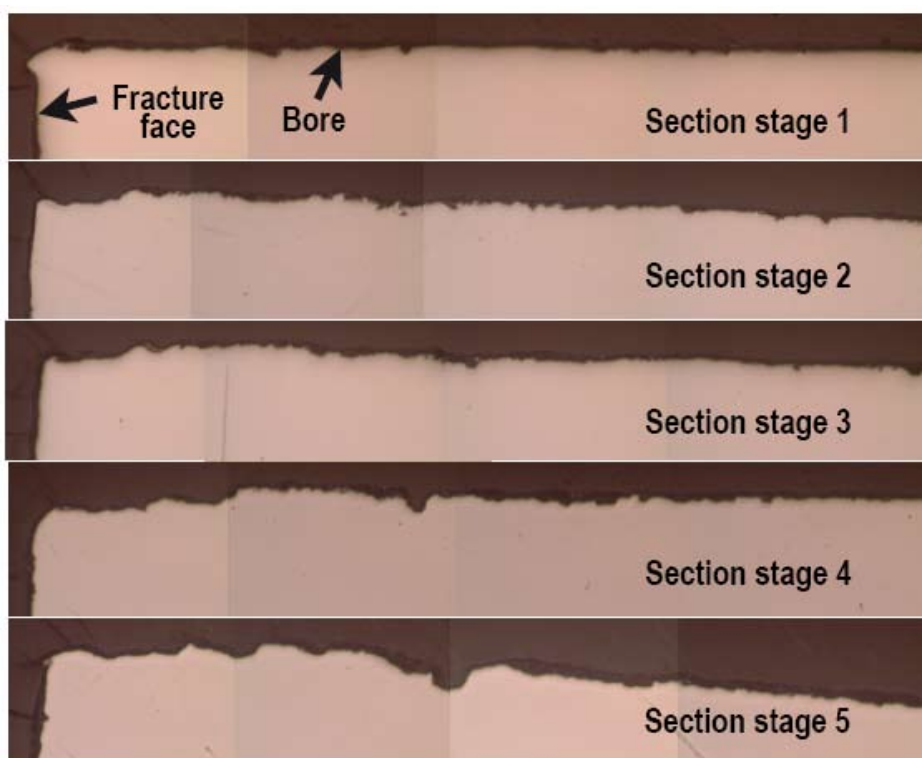 Fracture
face
Bore
Section stage 1
Section stage 2
Section stage 3
Section stage 4
Section stage 5